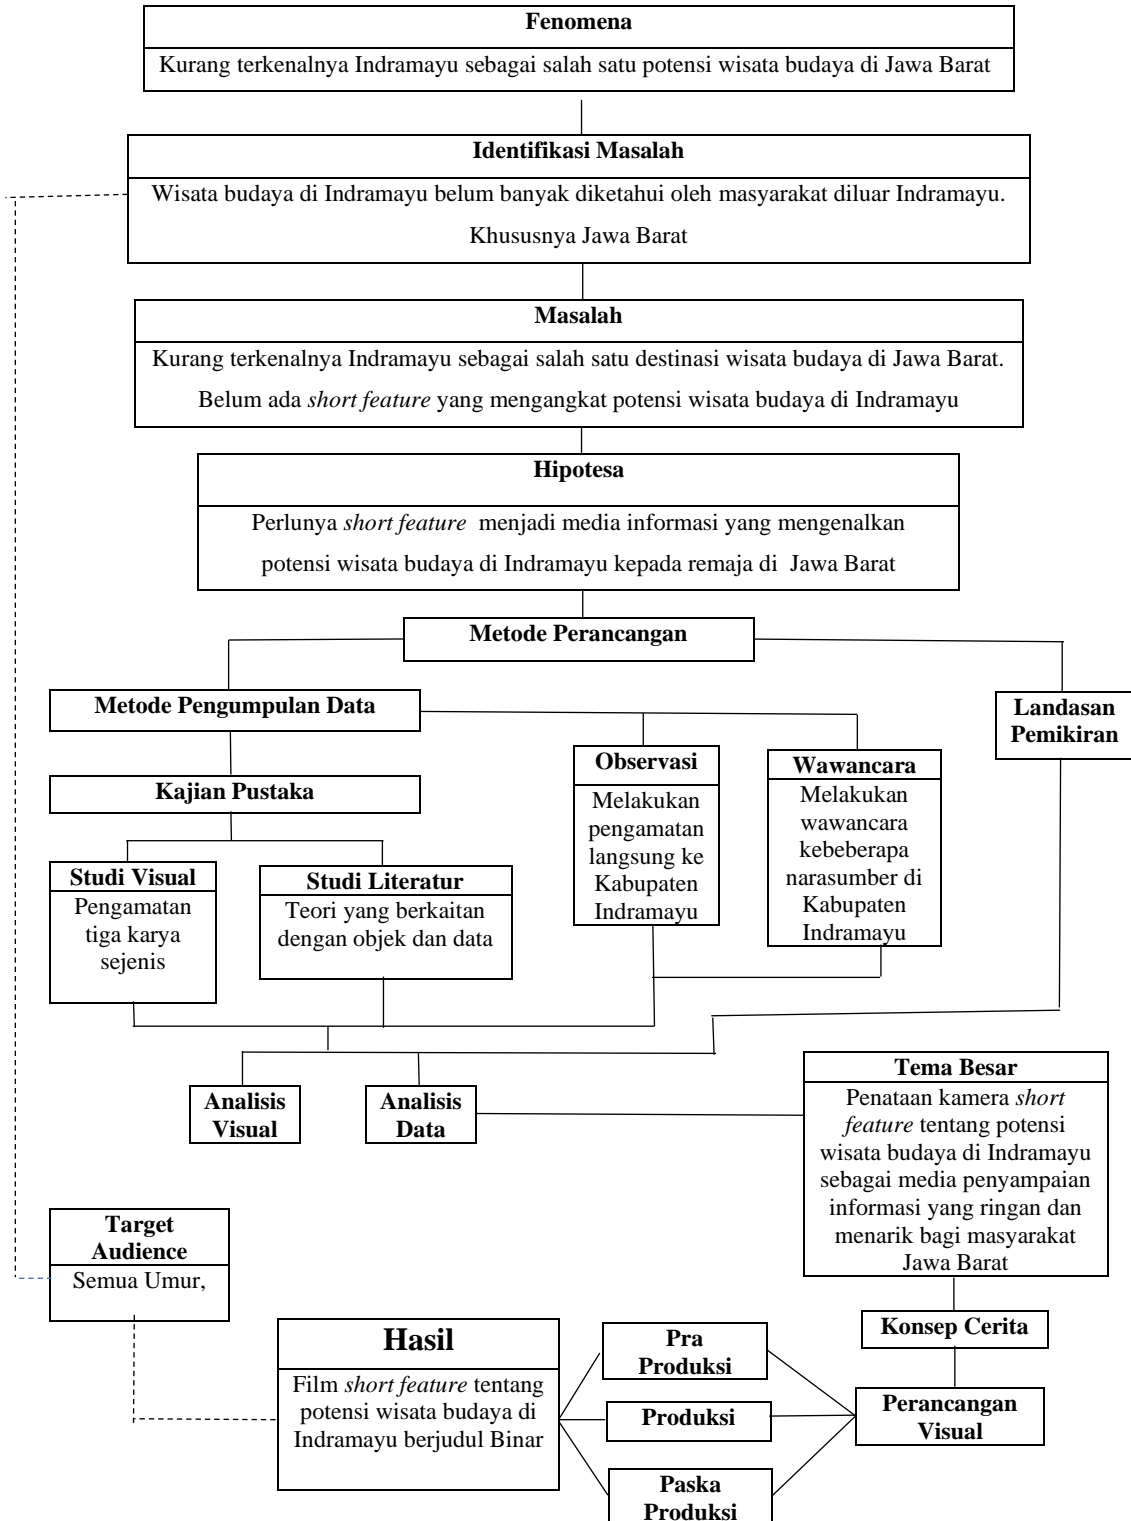 Fenomena
Kurang terkenalnya Indramayu sebagai salah satu potensi wisata budaya di Jawa Barat
Identifikasi Masalah
Wisata budaya di Indramayu belum banyak diketahui oleh masyarakat diluar Indramayu.
Khususnya Jawa Barat
Masalah
Kurang terkenalnya Indramayu sebagai salah satu destinasi wisata budaya di Jawa Barat.
Belum ada short feature yang mengangkat potensi wisata budaya di Indramayu
Hipotesa
Perlunya short feature menjadi media informasi yang mengenalkan
potensi wisata budaya di Indramayu kepada remaja di Jawa Barat
Metode Perancangan
Metode Pengumpulan Data
Landasan
Pemikiran
Kajian Pustaka
Observasi
Melakukan
pengamatan
langsung ke
Kabupaten
Indramayu
Wawancara
Melakukan
wawancara
kebeberapa
narasumber di
Kabupaten
Indramayu
Studi Visual
Pengamatan
tiga karya
sejenis
Studi Literatur
Teori yang berkaitan
dengan objek dan data
Analisis
Visual
Analisis
Data
Tema Besar
Penataan kamera short
feature tentang potensi
wisata budaya di Indramayu
sebagai media penyampaian
informasi yang ringan dan
menarik bagi masyarakat
Jawa Barat
Target
Audience
Semua Umur,
Konsep Cerita
Perancangan
Visual
Pra
Produksi
Produksi
Paska
Produksi
Hasil
Film short feature tentang
potensi wisata budaya di
Indramayu berjudul Binar